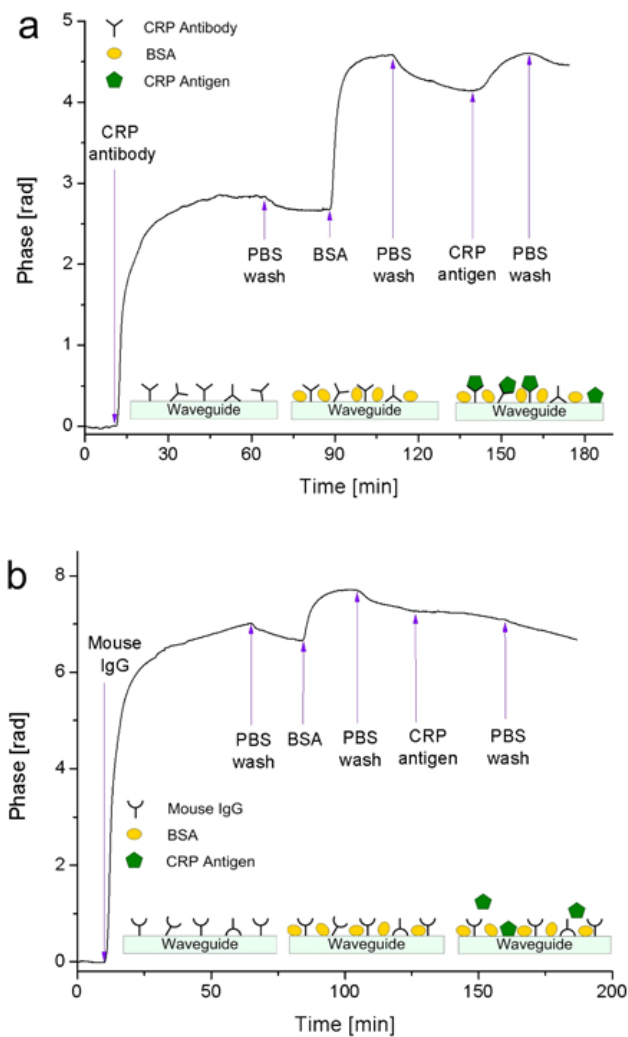 a
CRP Antibody
BSA
CRP Antigen
CRP
antibody
PBS
wash
BSA
PBS
wash
CRP
antigen
PBS
wash
Waveguide
Waveguide
Waveguide
Phase [rad]
5
4
3
2
1
0
0
30
60
90
120
150
180
Time [min]
b
Mouse
IgG
PBS
wash
BSA
PBS
wash
CRP
antigen
PBS
wash
Mouse IgG
BSA
CRP Antigen
Waveguide
Waveguide
Waveguide
Phase [rad]
8
6
4
2
0
0
50
100
150
200
Time [min]